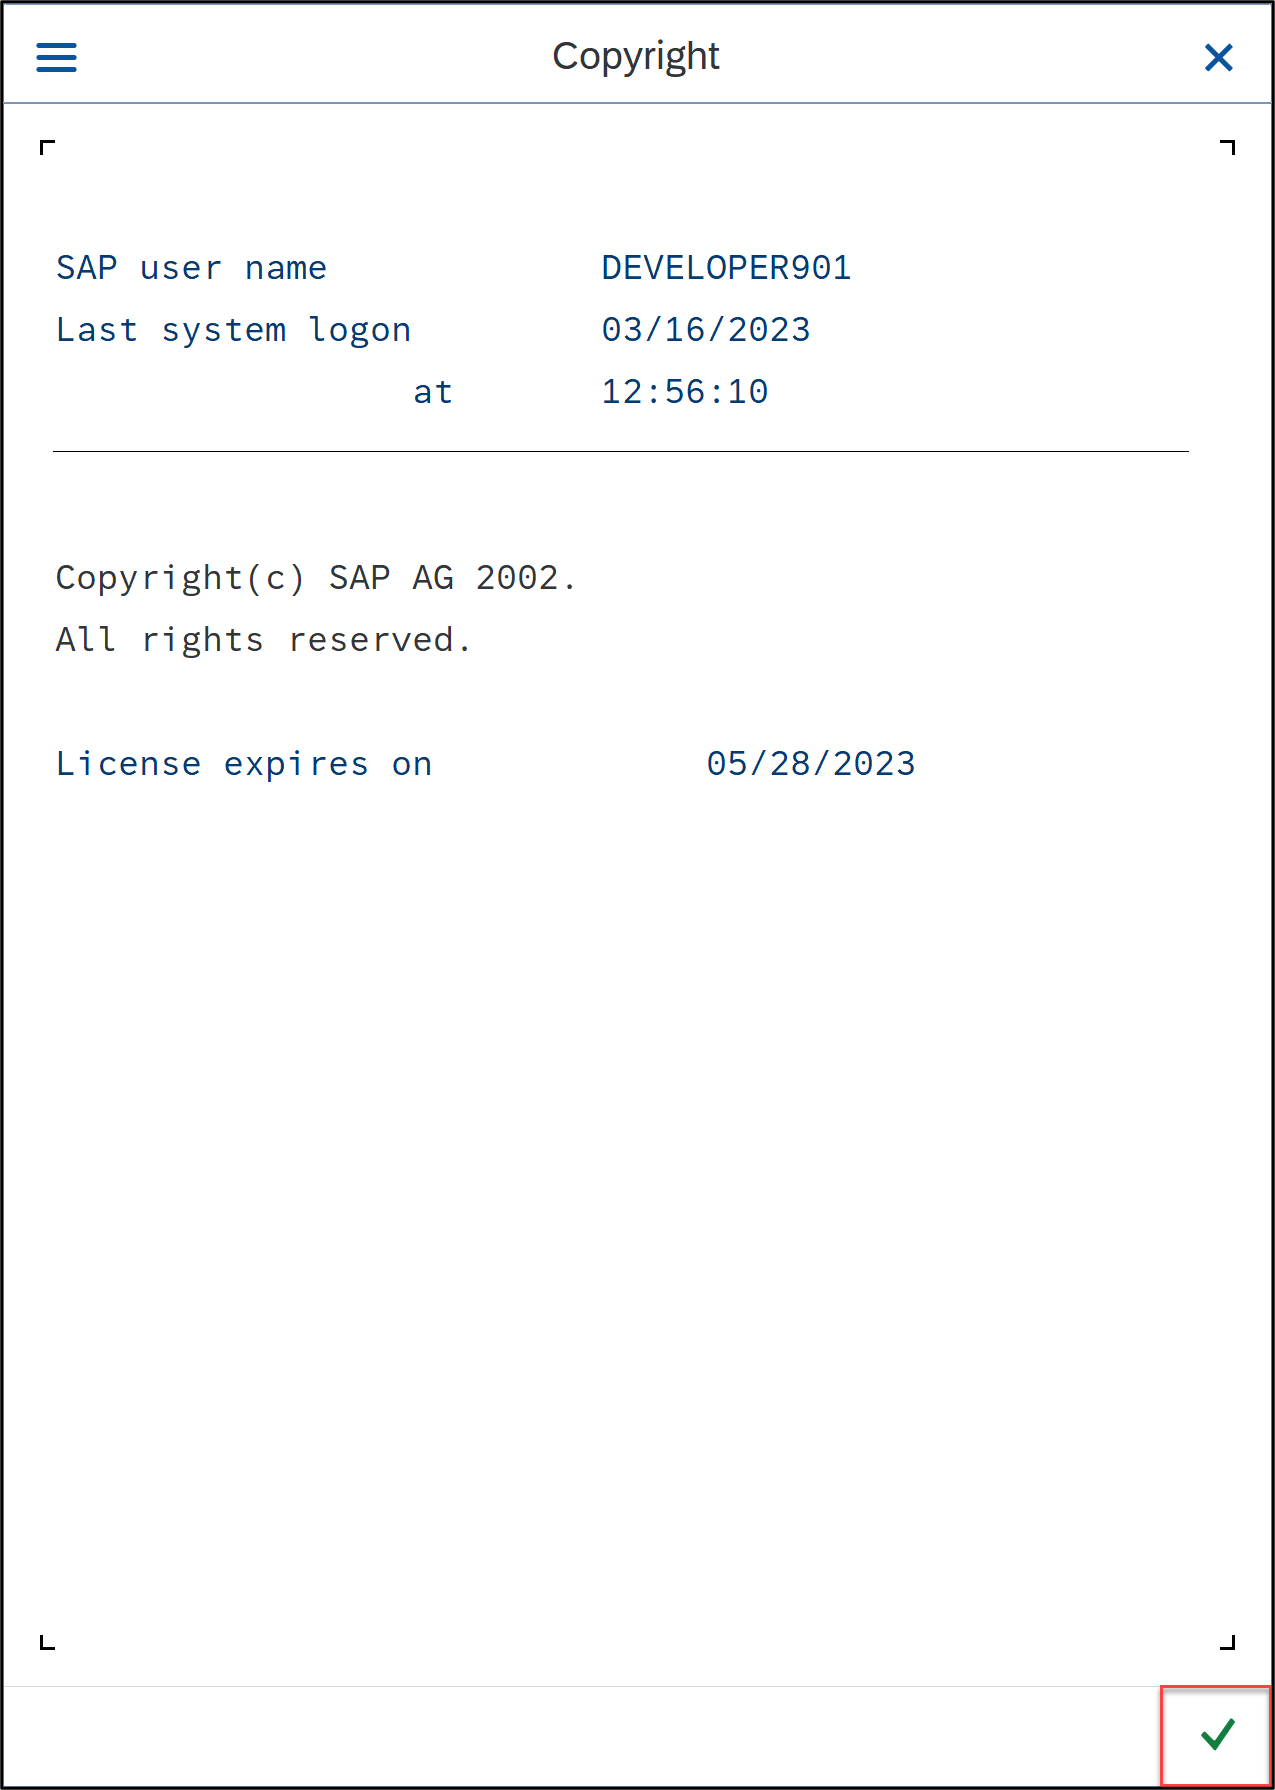 Copyright
SAP user name DEVELOPER901
Last system logon 03/16/2023
at 12:56:10
Copyright(c) SAP AG 2002.
All rights reserved.
License expires on 05/28/2023